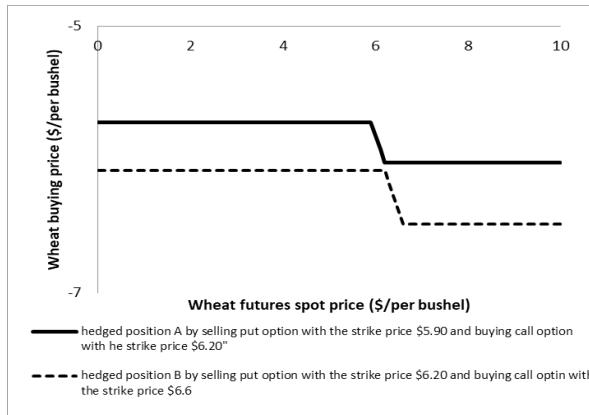 -5
0 2 4 6 8 10
Wheat buying price ($/per bushel)
-7
Wheat futures spot price ($/per bushel)
hedged position A by selling put option with the strike price $5.90 and buying call option
with he strike price $6.20"
hedged position B by selling put option with the strike price $6.20 and buying call optin with
the strike price $6.6